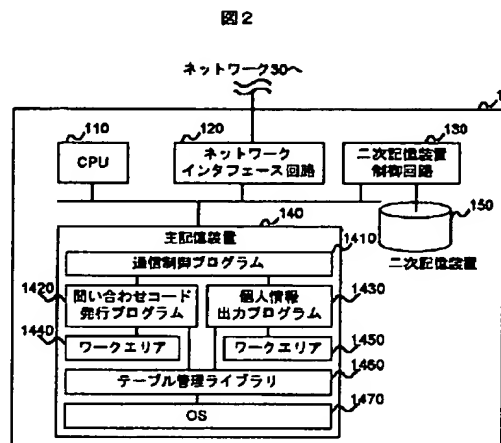 図2
ネットワーク30へ
1
110
120
130
CPU
ネットワーク
インタフェース回路
二次記憶装置
制御回路
140
150
主記憶装置
二次記憶装置
1410
通信制御プログラム
1420
1430
問い合わせコード
発行プログラム
個人情報
出力プログラム
1440
1450
ワークエリア
ワークエリア
1460
テーブル管理ライブラリ
1470
OS